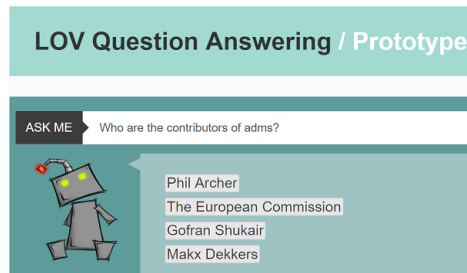 LOV Question Answering / Prototype
ASK ME
Who are the contributors of adms?
Phil Archer
The European Commission
Gofran Shukair
Makx Dekkers